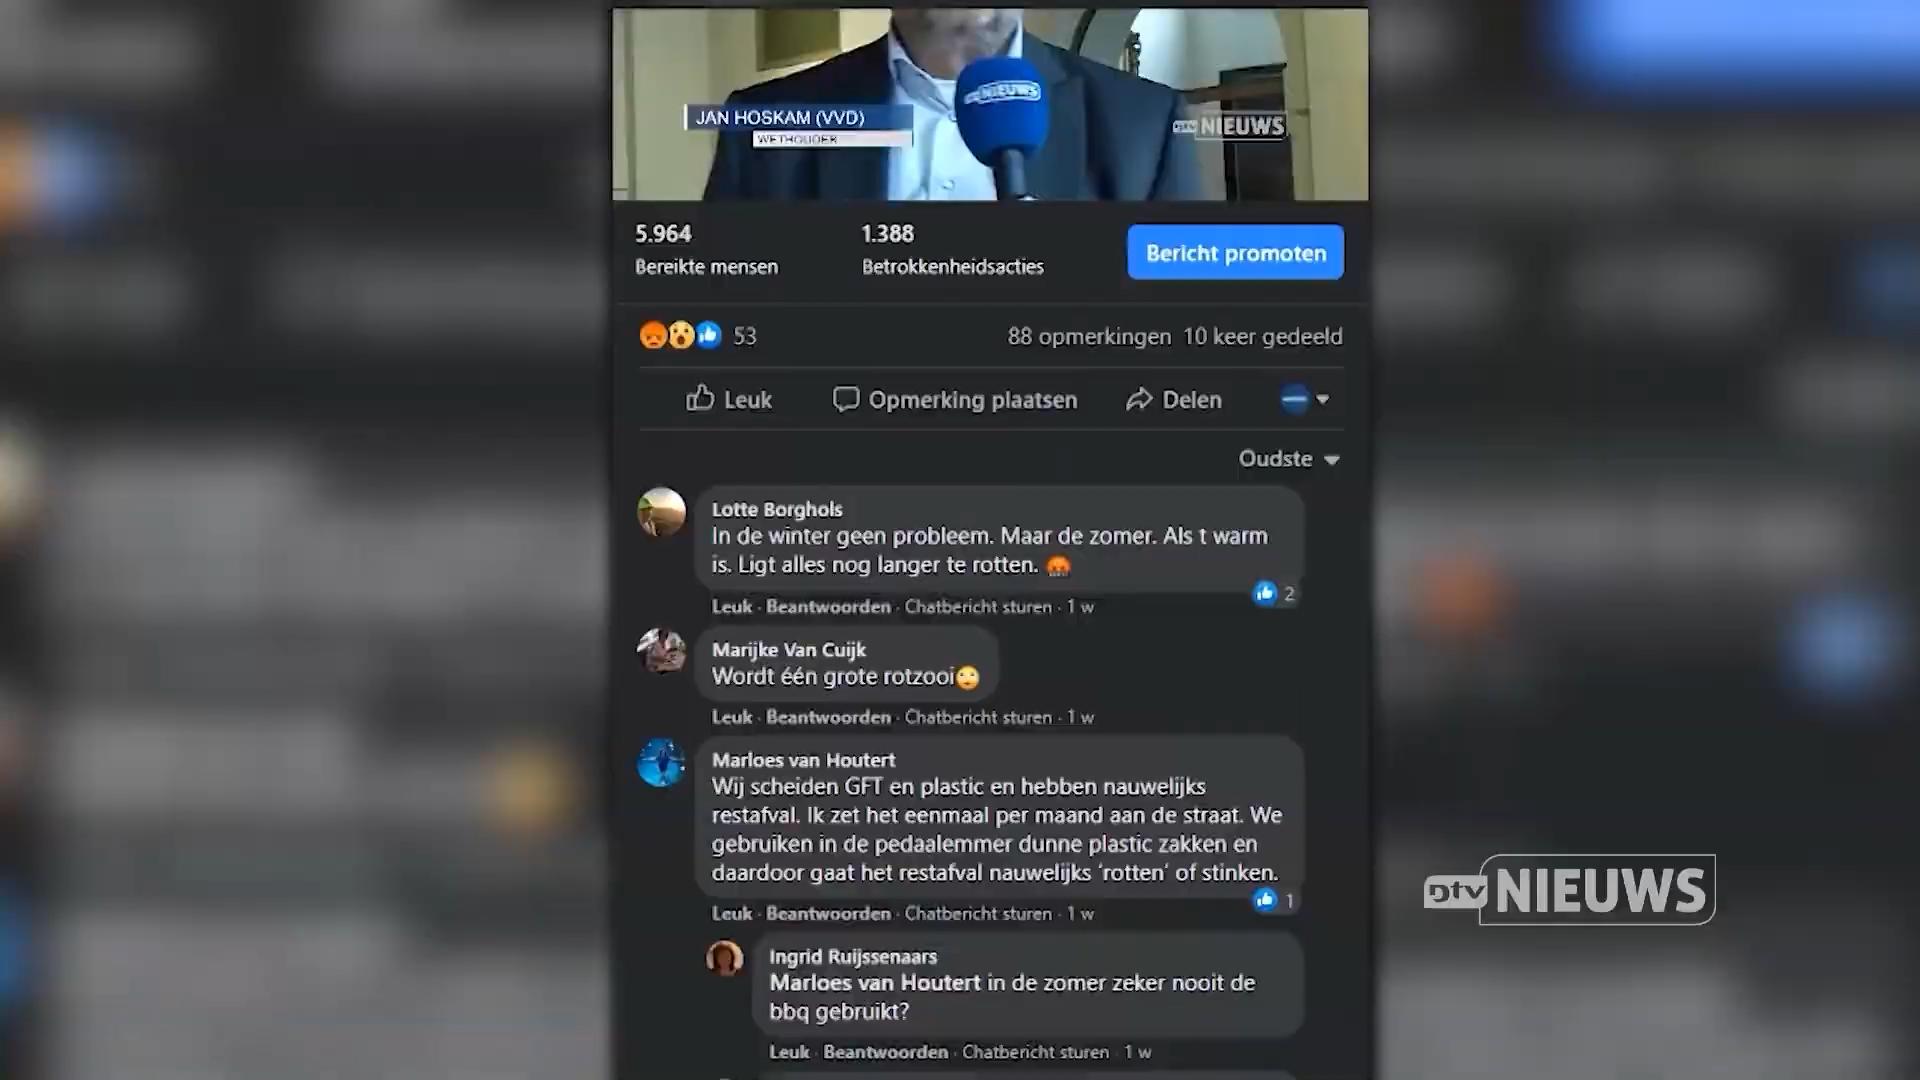 JAN HOSKAM (VVD)
WETHOUDER
NIEUWS
DTV NIEUWS
5.964
Bereikte mensen
1.388
Betrokkenheidsacties
Bericht promoten
53
88 opmerkingen 10 keer gedeeld
Leuk
Opmerking plaatsen
Delen
Oudste
Lotte Borghols
In de winter geen probleem. Maar de zomer. Als t warm
is. Ligt alles nog langer te rotten.
2
Leuk · Beantwoorden · Chatbericht sturen · 1 w
Marijke Van Cuijk
Wordt één grote rotzooi
Leuk · Beantwoorden · Chatbericht sturen · 1 w
Marloes van Houtert
Wij scheiden GFT en plastic en hebben nauwelijks
restafval. Ik zet het eenmaal per maand aan de straat. We
gebruiken in de pedaalemmer dunne plastic zakken en
daardoor gaat het restafval nauwelijks 'rotten' of stinken.
1
Leuk · Beantwoorden · Chatbericht sturen · 1 w
Ingrid Ruijssenaars
Marloes van Houtert in de zomer zeker nooit de
bbq gebruikt?
Leuk · Beantwoorden · Chatbericht sturen · 1 w
DTV NIEUWS